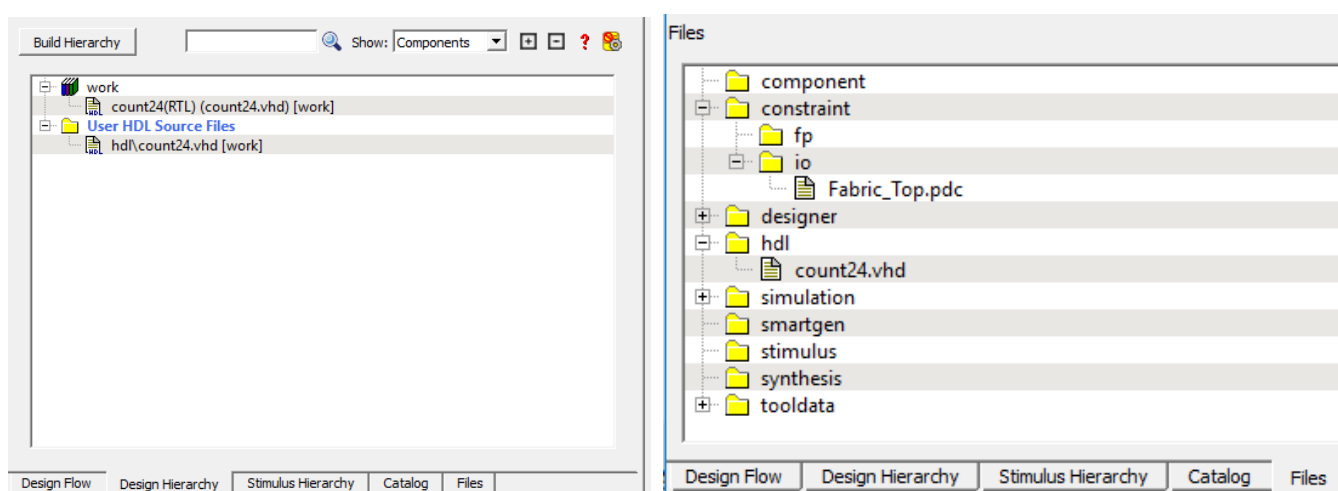 Build Hierarchy Show: Components
work
count24(RTL) (count24.vhd) [work]
User HDL Source Files
hdl\count24.vhd [work]
Design Flow Design Hierarchy Stimulus Hierarchy Catalog Files
Files
component
constraint
fp
io
Fabric_Top.pdc
designer
hdl
count24.vhd
simulation
smartgen
stimulus
synthesis
tooldata
Design Flow Design Hierarchy Stimulus Hierarchy Catalog Files